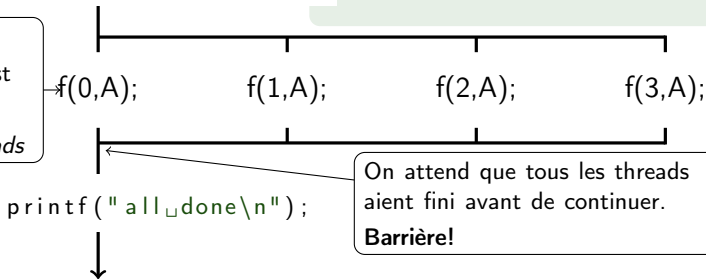 st
f(0,A); f(1,A); f(2,A); f(3,A);
On attend que tous les threads
aient fini avant de continuer.
Barrière!
printf("all␣done\n");